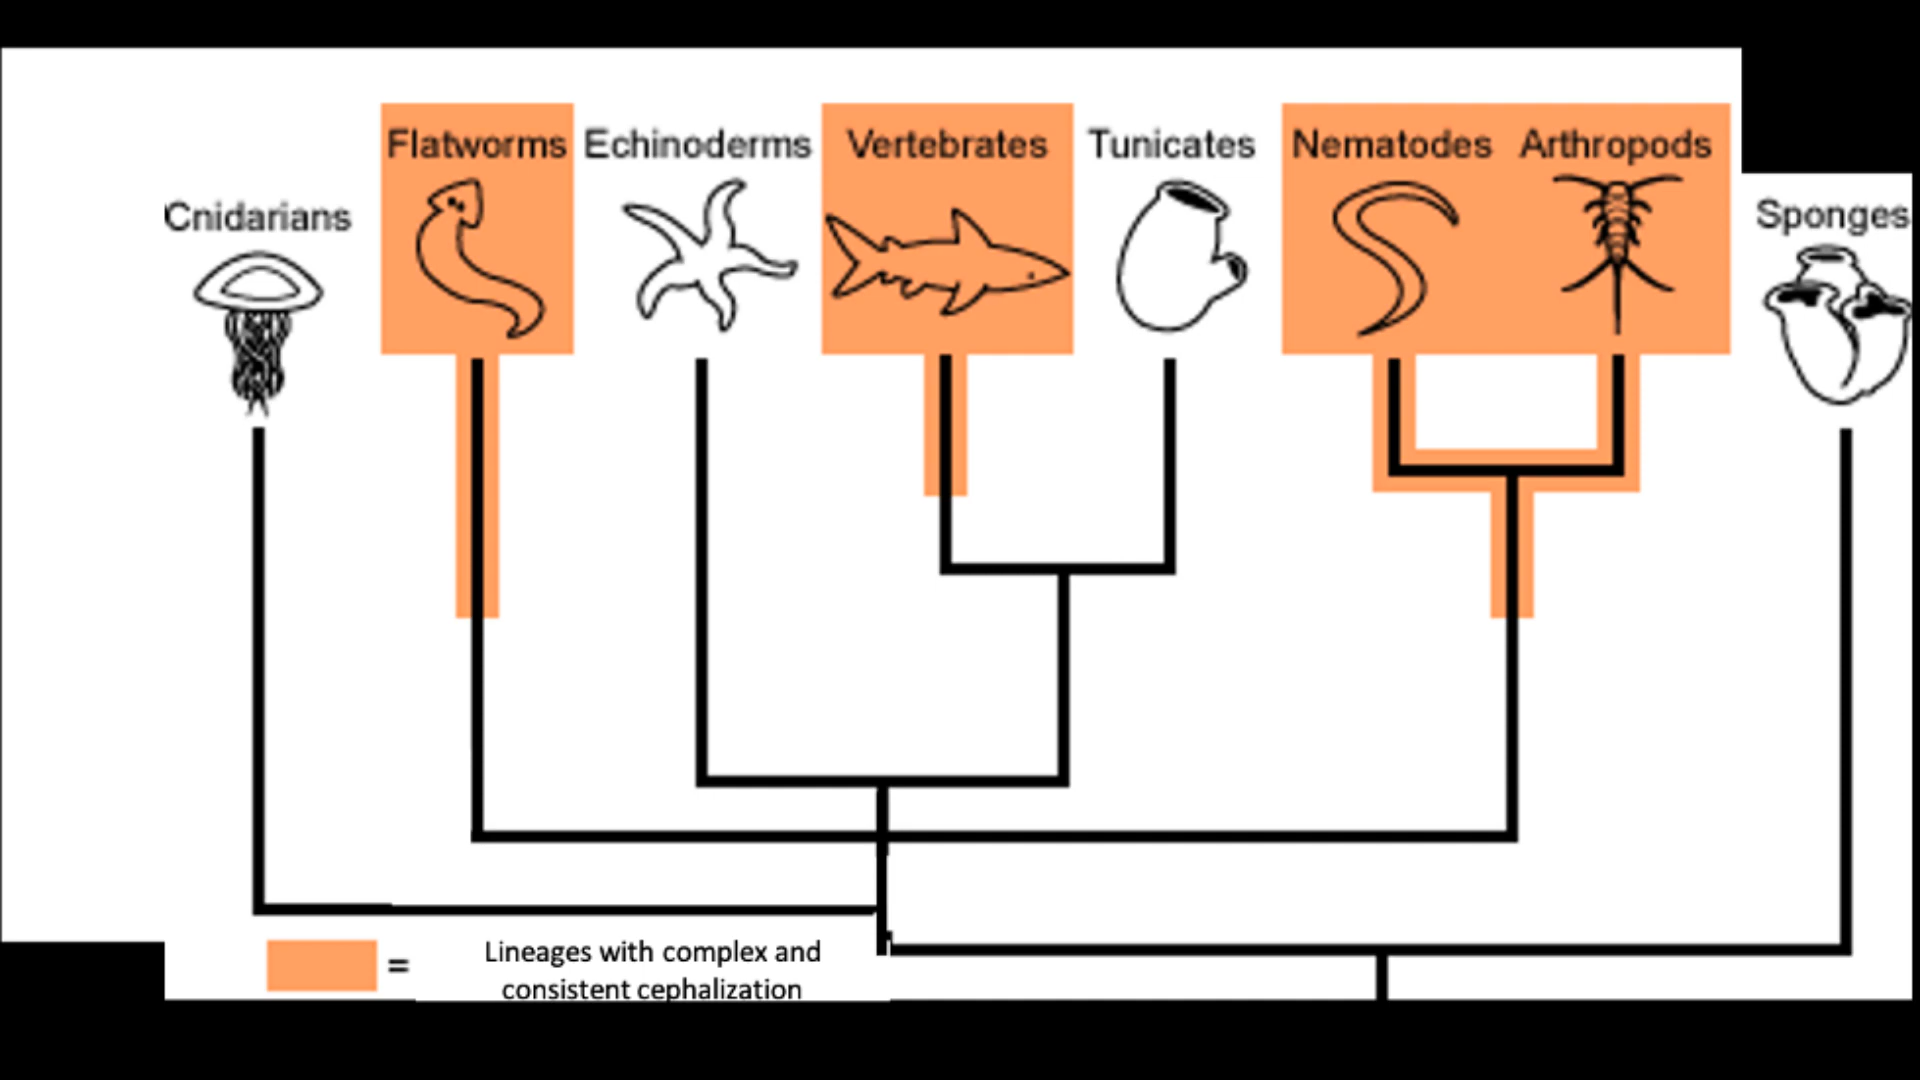 Flatworms Echinoderms Vertebrates Tunicates Nematodes Arthropods
Cnidarians Sponges
= Lineages with complex and
consistent cephalization